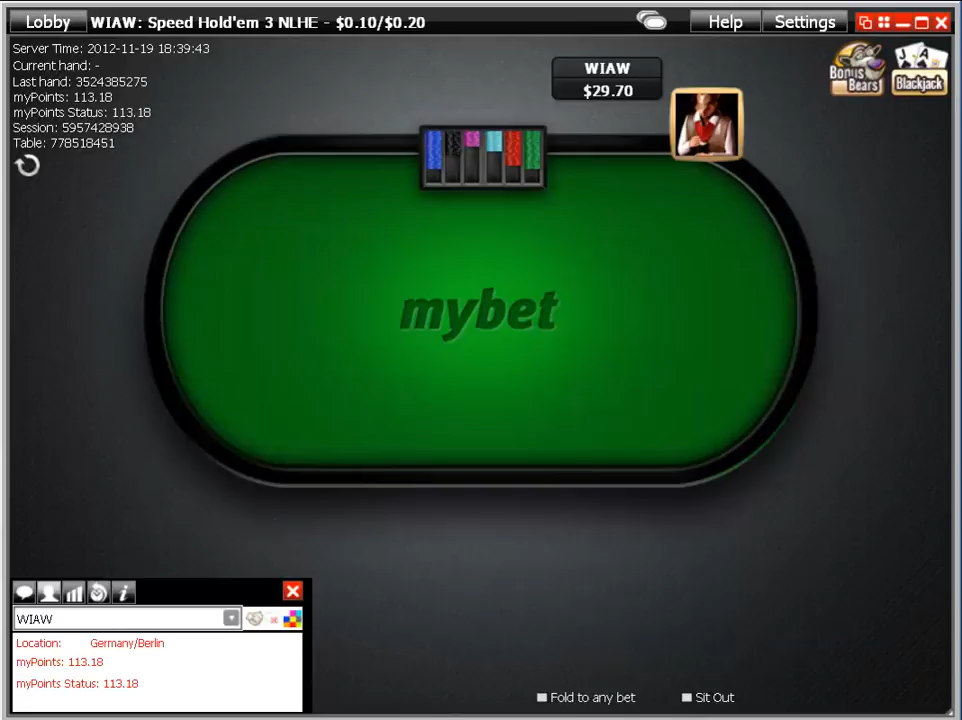 Lobby
WIAW: Speed Hold'em 3 NLHE - $0.10/$0.20
Help
Settings
Server Time: 2012-11-19 18:39:43
Current hand: -
Last hand: 3524385275
myPoints: 113.18
myPoints Status: 113.18
Session: 5957428938
Table: 778518451
WIAW
$29.70
Bonus
Bears
J A
Blackjack
mybet
WIAW
Location: Germany/Berlin
myPoints: 113.18
myPoints Status: 113.18
Fold to any bet
Sit Out